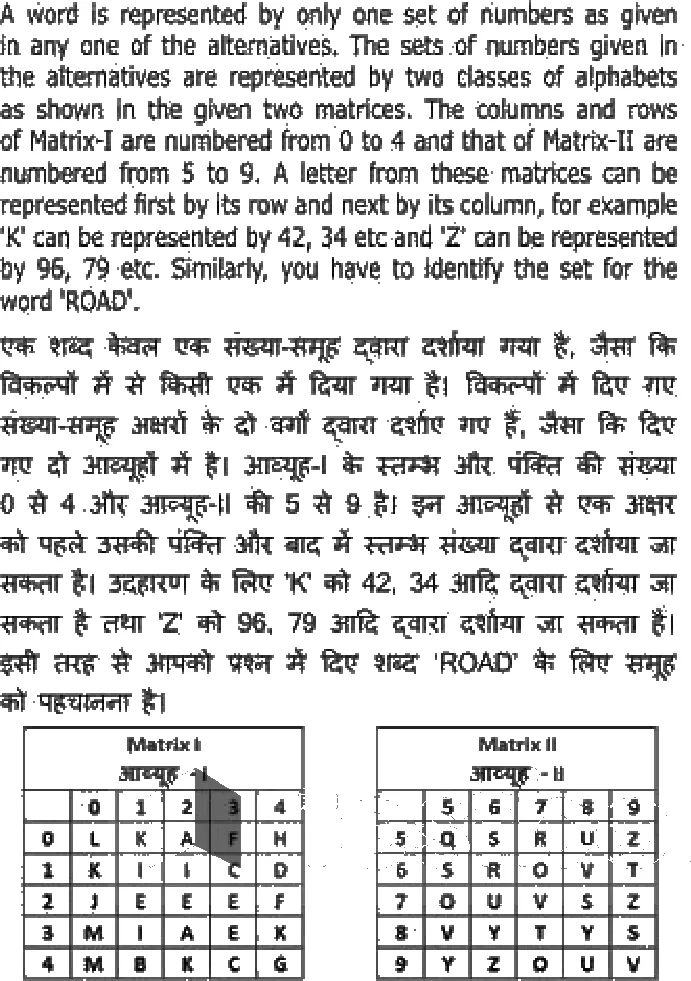 A word is represented by only one set of numbers as given
in any one of the alternatives. The sets of numbers given in
the alternatives are represented by two classes of alphabets
as shown in the given two matrices. The columns and rows
of Matrix-I are numbered from 0 to 4 and that of Matrix-II are
numbered from 5 to 9. A letter from these matrices can be
represented first by its row and next by its column, for example
'K' can be represented by 42, 34 etc and 'Z' can be represented
by 96, 79 etc. Similarly, you have to identify the set for the
word 'ROAD'.
एक शब्द केवल एक संख्या-समूह द्वारा दर्शाया गया है, जैसा कि
विकल्पों में से किसी एक में दिया गया है। विकल्पों में दिए गए
संख्या-समूह अक्षरों के दो वर्गों द्वारा दर्शाए गए हैं, जैसा कि दिए
गए दो आव्यूहों में है। आव्यूह-I के स्तम्भ और पंक्ति की संख्या
0 से 4 और आव्यूह-II की 5 से 9 है। इन आव्यूहों से एक अक्षर
को पहले उसकी पंक्ति और बाद में स्तम्भ संख्या द्वारा दर्शाया जा
सकता है। उदहारण के लिए 'K' को 42, 34 आदि द्वारा दर्शाया जा
सकता है तथा 'Z' को 96, 79 आदि द्वारा दर्शाया जा सकता है।
इसी तरह से आपको प्रश्न में दिए शब्द 'ROAD' के लिए समूह
को पहचानना है।
Matrix I
आव्यूह - I
0 1 2 3 4
0 L K A F H
1 K I I C D
2 J E E E F
3 M I A E K
4 M B K C G
Matrix II
आव्यूह - II
5 6 7 8 9
5 Q S R U Z
6 S R O V T
7 O U V S Z
8 V Y T Y S
9 Y Z O U V